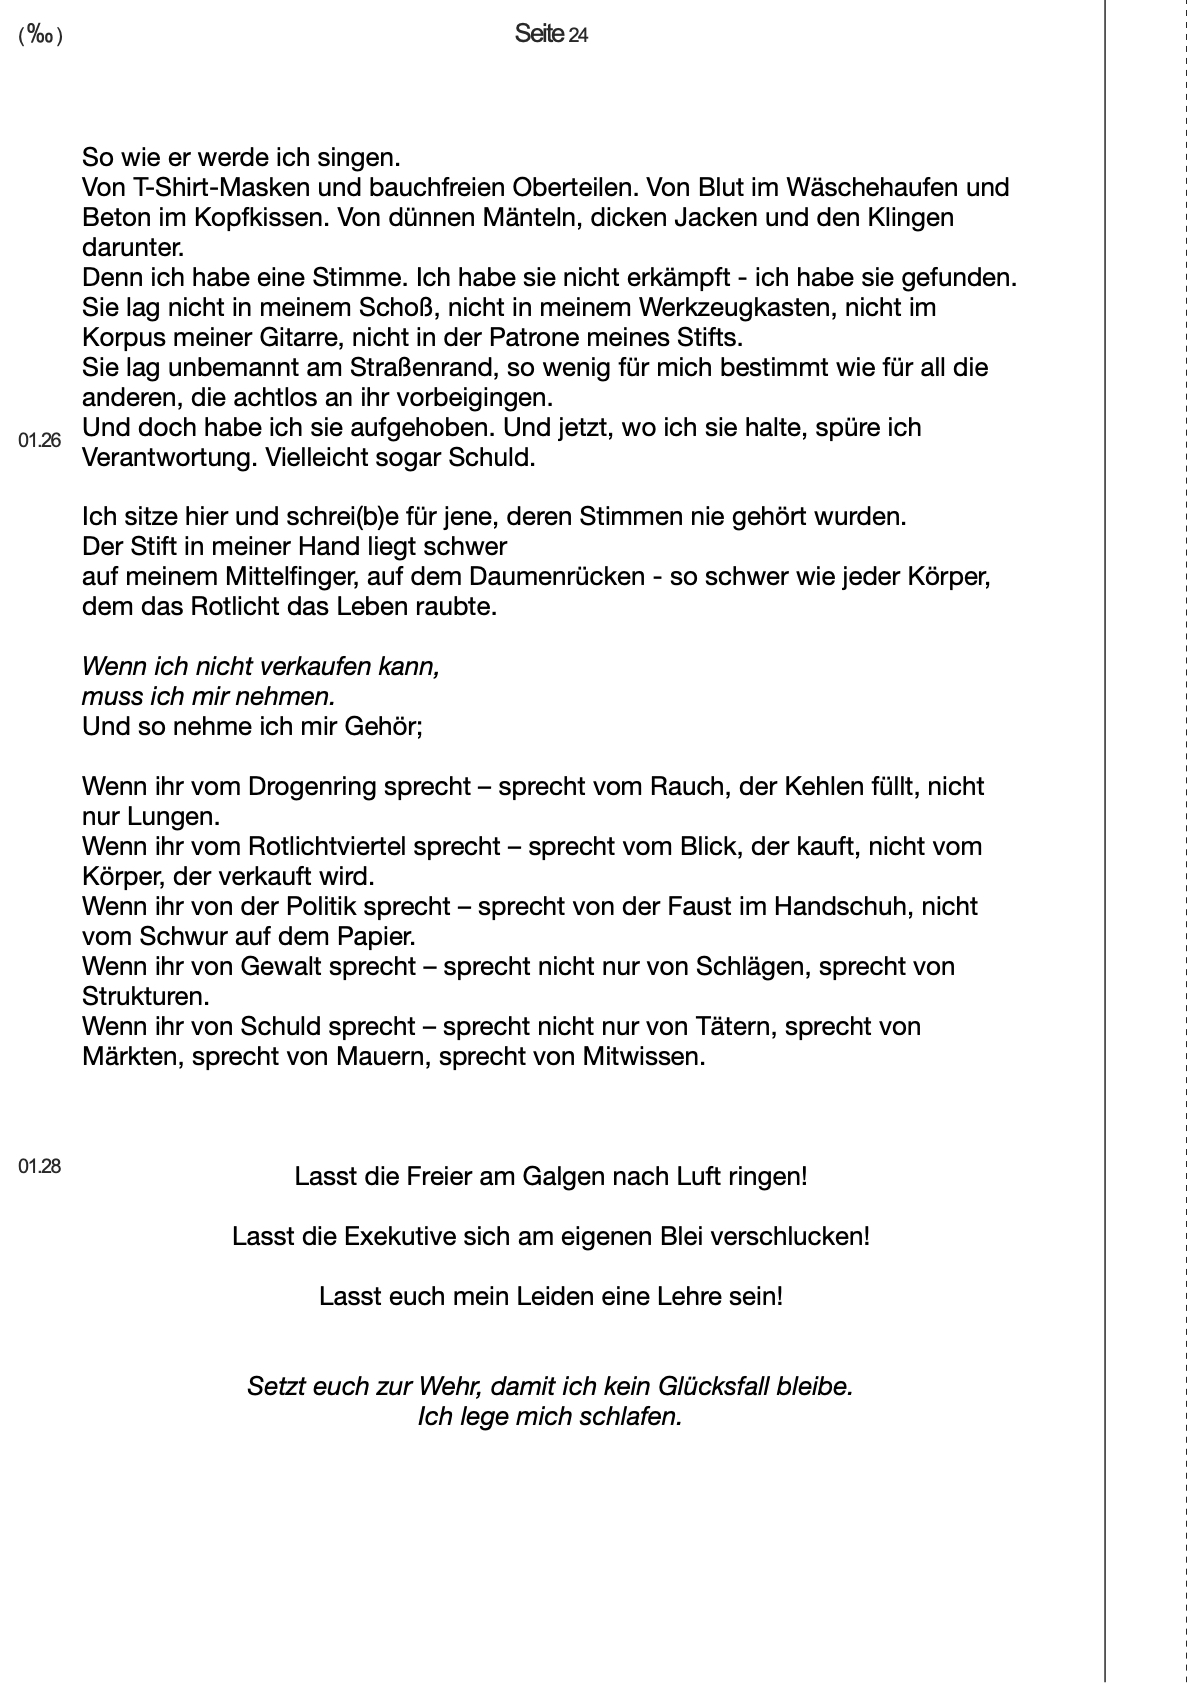 (‰)
Seite 24
So wie er werde ich singen.
Von T-Shirt-Masken und bauchfreien Oberteilen. Von Blut im Wäschehaufen und
Beton im Kopfkissen. Von dünnen Mänteln, dicken Jacken und den Klingen
darunter.
Denn ich habe eine Stimme. Ich habe sie nicht erkämpft - ich habe sie gefunden.
Sie lag nicht in meinem Schoß, nicht in meinem Werkzeugkasten, nicht im
Korpus meiner Gitarre, nicht in der Patrone meines Stifts.
Sie lag unbemannt am Straßenrand, so wenig für mich bestimmt wie für all die
anderen, die achtlos an ihr vorbeigingen.
01.26
Und doch habe ich sie aufgehoben. Und jetzt, wo ich sie halte, spüre ich
Verantwortung. Vielleicht sogar Schuld.
Ich sitze hier und schrei(b)e für jene, deren Stimmen nie gehört wurden.
Der Stift in meiner Hand liegt schwer
auf meinem Mittelfinger, auf dem Daumenrücken - so schwer wie jeder Körper,
dem das Rotlicht das Leben raubte.
Wenn ich nicht verkaufen kann,
muss ich mir nehmen.
Und so nehme ich mir Gehör;
Wenn ihr vom Drogenring sprecht – sprecht vom Rauch, der Kehlen füllt, nicht
nur Lungen.
Wenn ihr vom Rotlichtviertel sprecht – sprecht vom Blick, der kauft, nicht vom
Körper, der verkauft wird.
Wenn ihr von der Politik sprecht – sprecht von der Faust im Handschuh, nicht
vom Schwur auf dem Papier.
Wenn ihr von Gewalt sprecht – sprecht nicht nur von Schlägen, sprecht von
Strukturen.
Wenn ihr von Schuld sprecht – sprecht nicht nur von Tätern, sprecht von
Märkten, sprecht von Mauern, sprecht von Mitwissen.
01.28
Lasst die Freier am Galgen nach Luft ringen!
Lasst die Exekutive sich am eigenen Blei verschlucken!
Lasst euch mein Leiden eine Lehre sein!
Setzt euch zur Wehr, damit ich kein Glücksfall bleibe.
Ich lege mich schlafen.